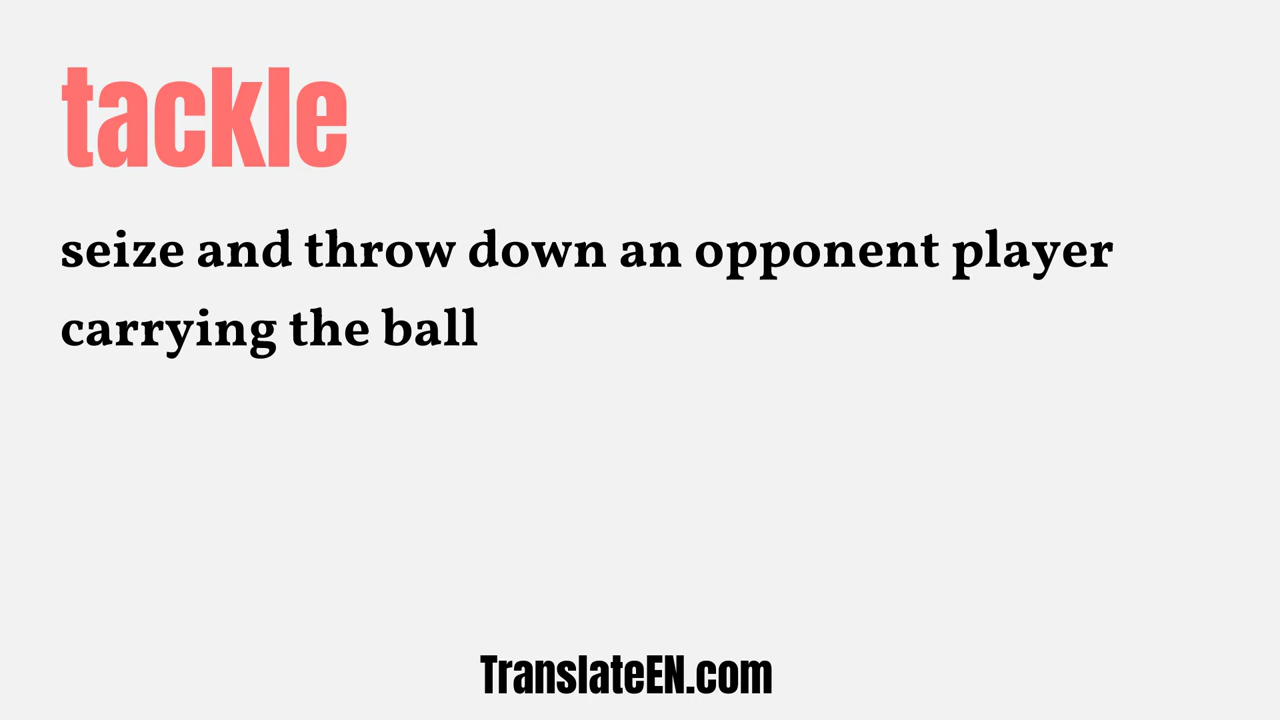 tackle
seize and throw down an opponent player
carrying the ball
TranslateEN.com